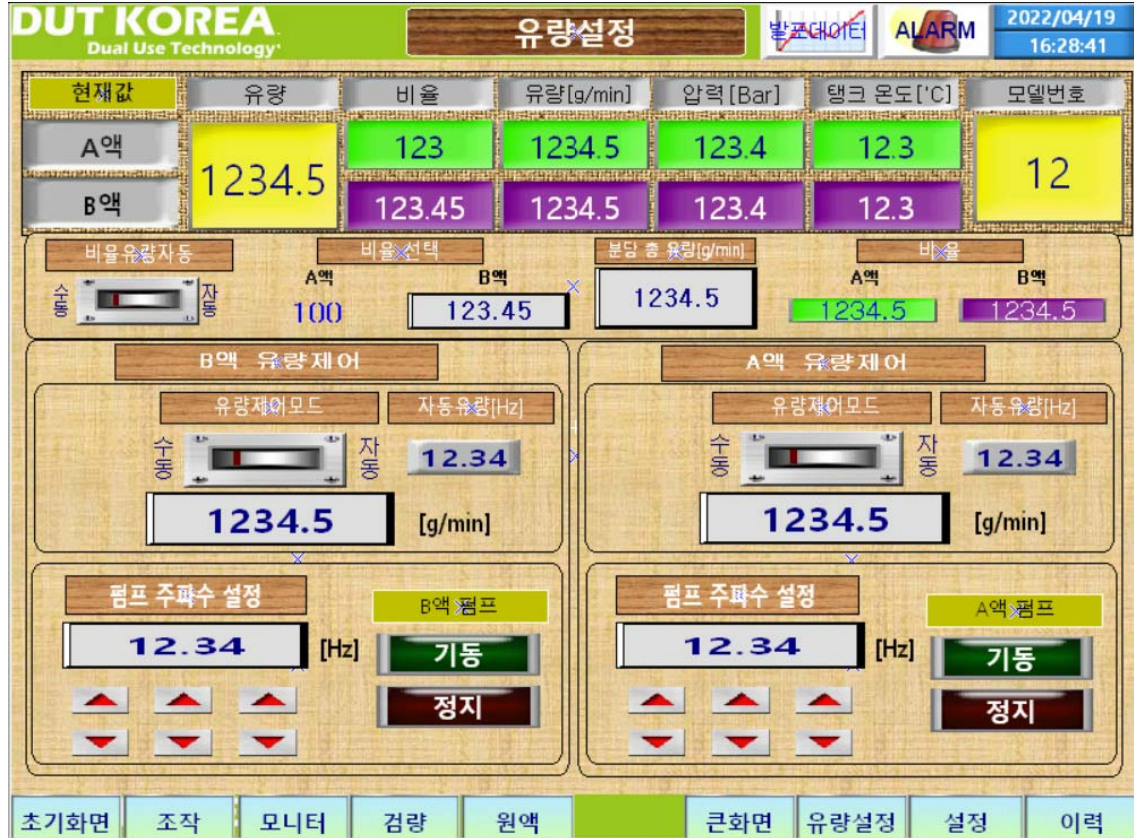 DUT KOREA
Dual Use Technology
유량설정
발포데이터
ALARM
2022/04/19
16:28:41
현재값 유량 비율 유량[g/min] 압력[Bar] 탱크 온도['C] 모델번호
A액 1234.5 123 1234.5 123.4 12.3 12
B액 123.45 1234.5 123.4 12.3
비율유량자동 비율선택 분당 총 유량[g/min] 비율
수동 자동 A액 B액 A액 B액
100 123.45 1234.5 1234.5 1234.5
B액 유량제어
유량제어모드 자동유량[Hz]
수동 자동 12.34
1234.5 [g/min]
펌프 주파수 설정
B액 펌프
12.34 [Hz]
기동
정지
A액 유량제어
유량제어모드 자동유량[Hz]
수동 자동 12.34
1234.5 [g/min]
펌프 주파수 설정
A액 펌프
12.34 [Hz]
기동
정지
초기화면 조작 모니터 검량 원액 큰화면 유량설정 설정 이력